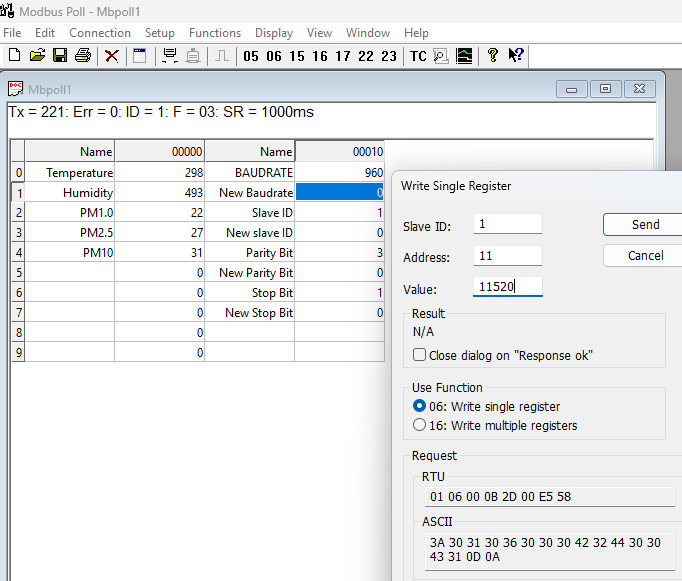 Modbus Poll - Mbpoll1
File Edit Connection Setup Functions Display View Window Help
05 06 15 16 17 22 23 TC
Mbpoll1
Tx = 221: Err = 0: ID = 1: F = 03: SR = 1000ms
Name 00000 Name 00010
0 Temperature 298 BAUDRATE 960
1 Humidity 493 New Baudrate 0
2 PM1.0 22 Slave ID 1
3 PM2.5 27 New slave ID 0
4 PM10 31 Parity Bit 3
5 0 New Parity Bit 0
6 0 Stop Bit 1
7 0 New Stop Bit 0
8 0
9 0
Write Single Register
Slave ID: 1 Send
Address: 11 Cancel
Value: 11520
Result
N/A
Close dialog on "Response ok"
Use Function
06: Write single register
16: Write multiple registers
Request
RTU
01 06 00 0B 2D 00 E5 58
ASCII
3A 30 31 30 36 30 30 30 42 32 44 30 30
43 31 0D 0A